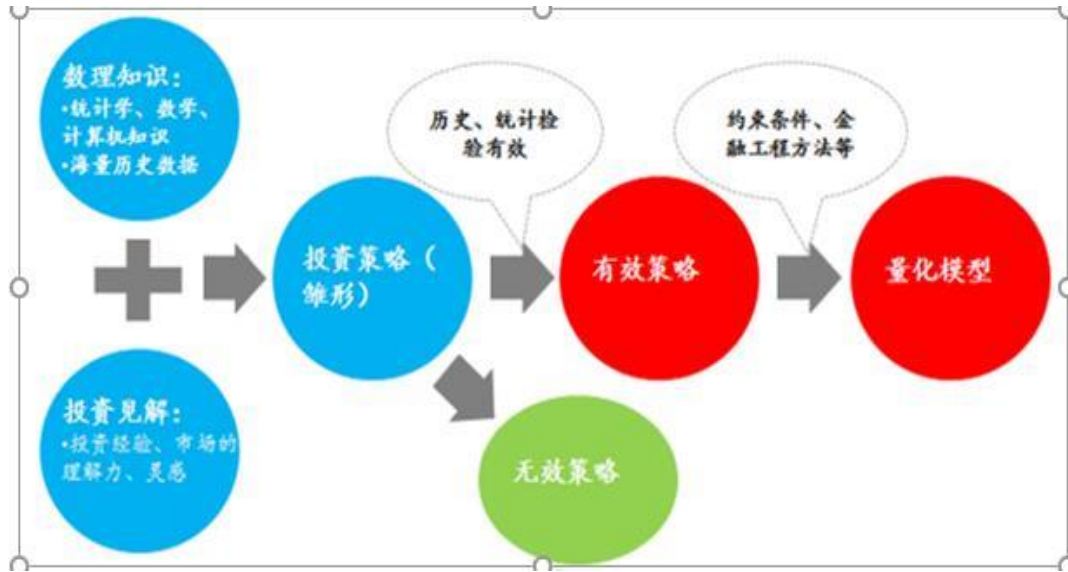 数理知识：
•统计学、数学、
计算机知识
•海量历史数据
投资见解：
•投资经验、市场的
理解力、灵感
投资策略（
雏形）
历史、统计检
验有效
有效策略
无效策略
约束条件、金
融工程方法等
量化模型